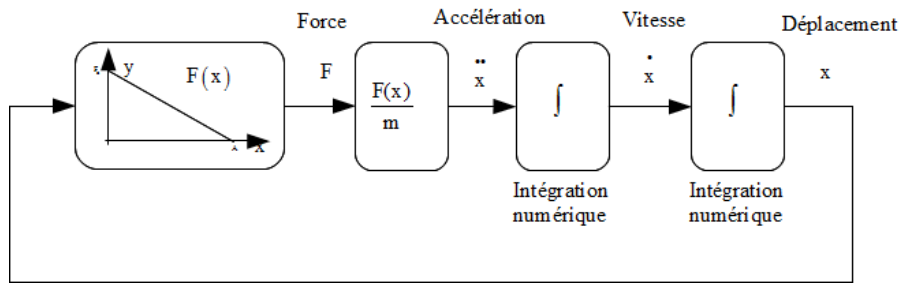 Force
Accélération
Vitesse
Déplacement
y
F(x)
x
F
F(x)
m
ẍ
∫
ẋ
∫
x
Intégration
numérique
Intégration
numérique